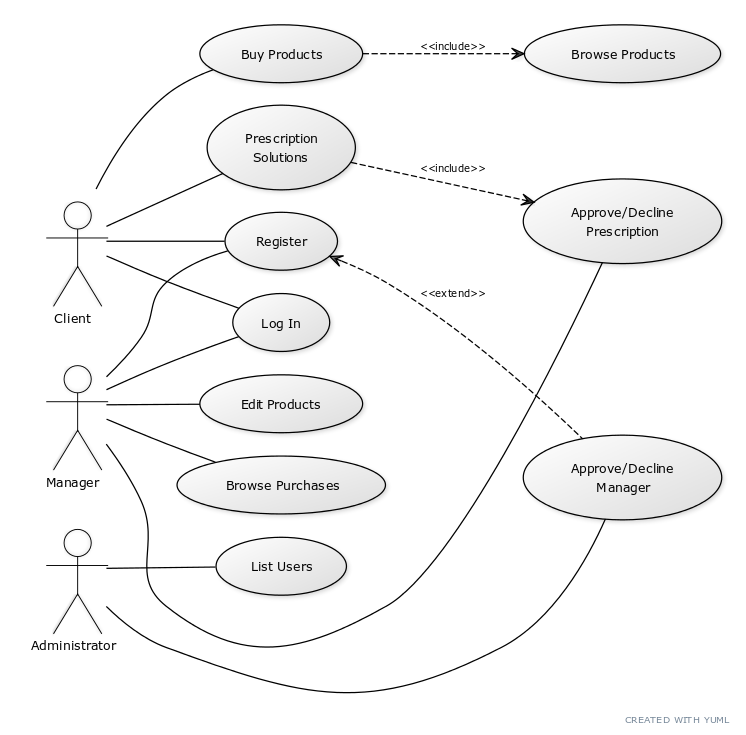 Buy Products
<<include>>
Browse Products
Prescription
Solutions
<<include>>
Approve/Decline
Prescription
Register
<<extend>>
Client
Log In
Edit Products
Manager
Browse Purchases
Approve/Decline
Manager
List Users
Administrator
CREATED WITH YUML